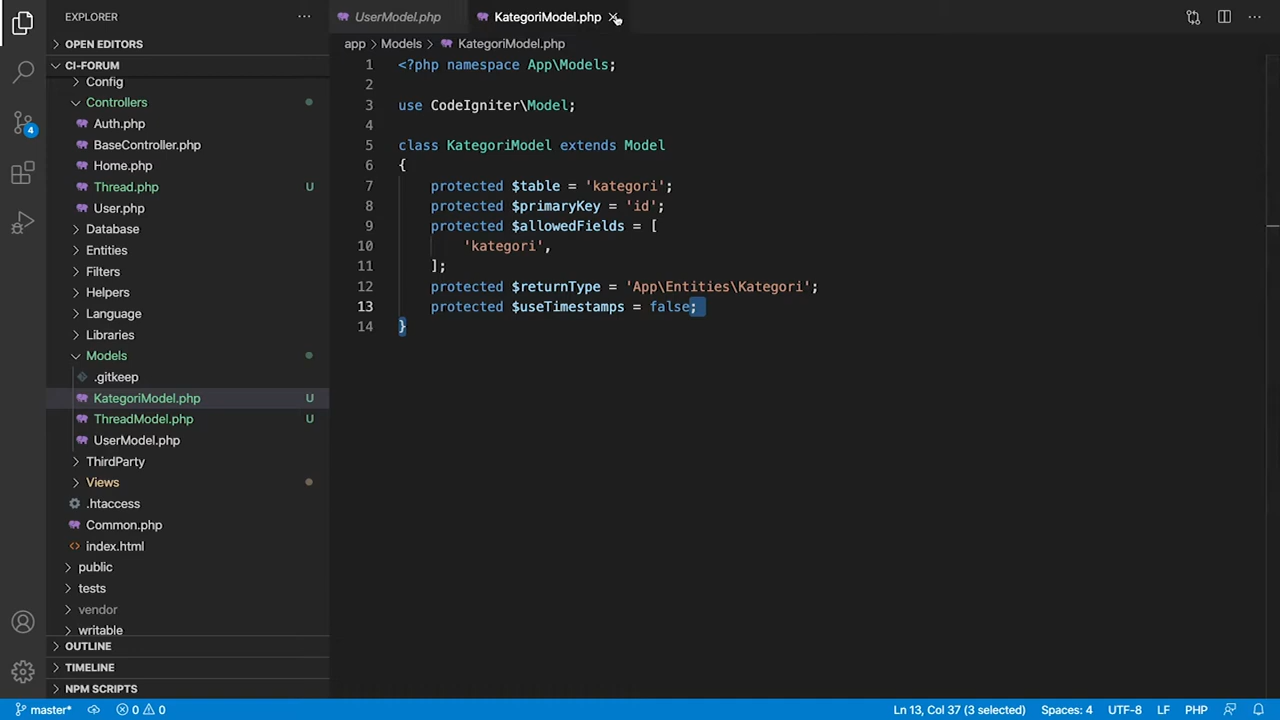 EXPLORER
OPEN EDITORS
CI-FORUM
Config
Controllers
Auth.php
BaseController.php
Home.php
Thread.php U
User.php
Database
Entities
Filters
Helpers
Language
Libraries
Models
.gitkeep
KategoriModel.php U
ThreadModel.php U
UserModel.php
ThirdParty
Views
.htaccess
Common.php
index.html
public
tests
vendor
writable
OUTLINE
TIMELINE
NPM SCRIPTS
4
UserModel.php KategoriModel.php
app > Models > KategoriModel.php
1 <?php namespace App\Models;
2
3 use CodeIgniter\Model;
4
5 class KategoriModel extends Model
6 {
7 protected $table = 'kategori';
8 protected $primaryKey = 'id';
9 protected $allowedFields = [
10 'kategori',
11 ];
12 protected $returnType = 'App\Entities\Kategori';
13 protected $useTimestamps = false;
14 }
master* 0 0 Ln 13, Col 37 (3 selected) Spaces: 4 UTF-8 LF PHP